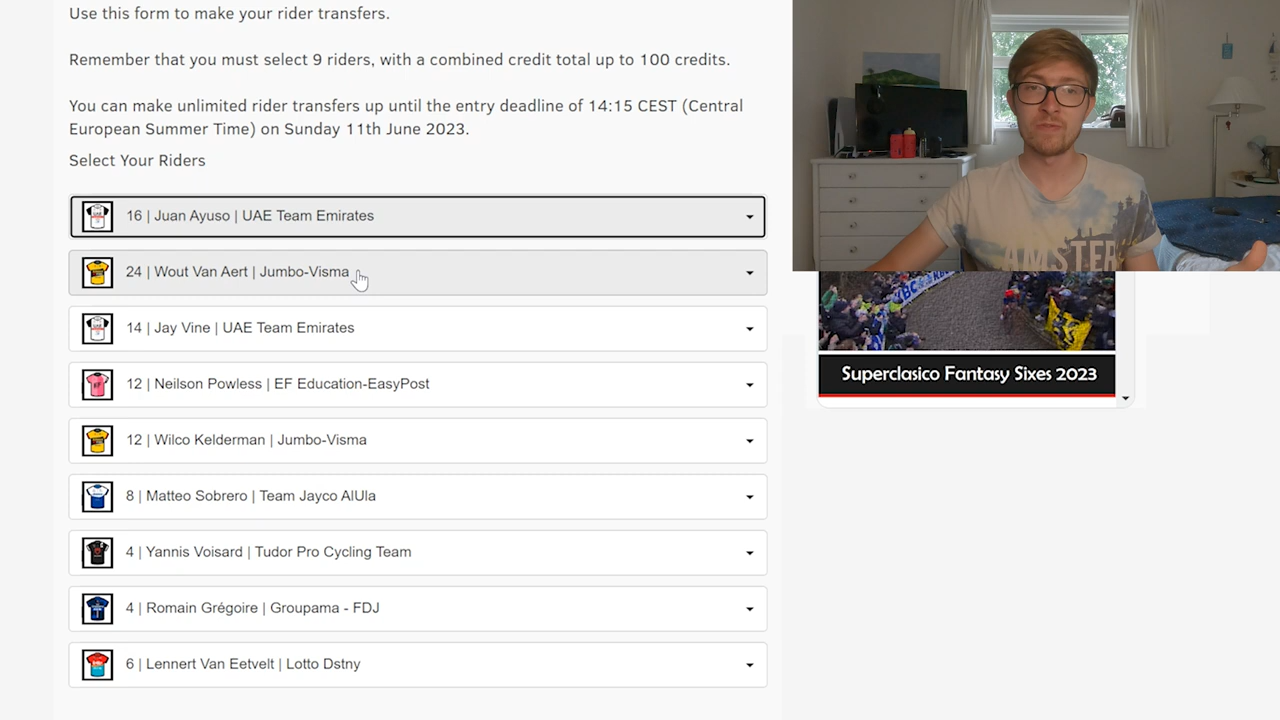 Use this form to make your rider transfers.
Remember that you must select 9 riders, with a combined credit total up to 100 credits.
You can make unlimited rider transfers up until the entry deadline of 14:15 CEST (Central
European Summer Time) on Sunday 11th June 2023.
Select Your Riders
16 | Juan Ayuso | UAE Team Emirates
24 | Wout Van Aert | Jumbo-Visma
14 | Jay Vine | UAE Team Emirates
12 | Neilson Powless | EF Education-EasyPost
12 | Wilco Kelderman | Jumbo-Visma
8 | Matteo Sobrero | Team Jayco AlUla
4 | Yannis Voisard | Tudor Pro Cycling Team
4 | Romain Grégoire | Groupama - FDJ
6 | Lennert Van Eetvelt | Lotto Dstny
AMSTER
Superclasico Fantasy Sixes 2023